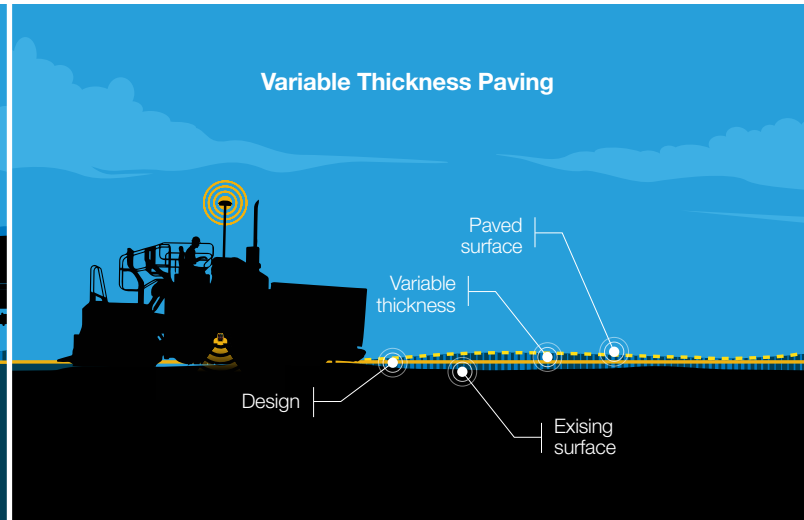 Variable Thickness Paving
Paved
surface
Variable
thickness
Design
Exising
surface